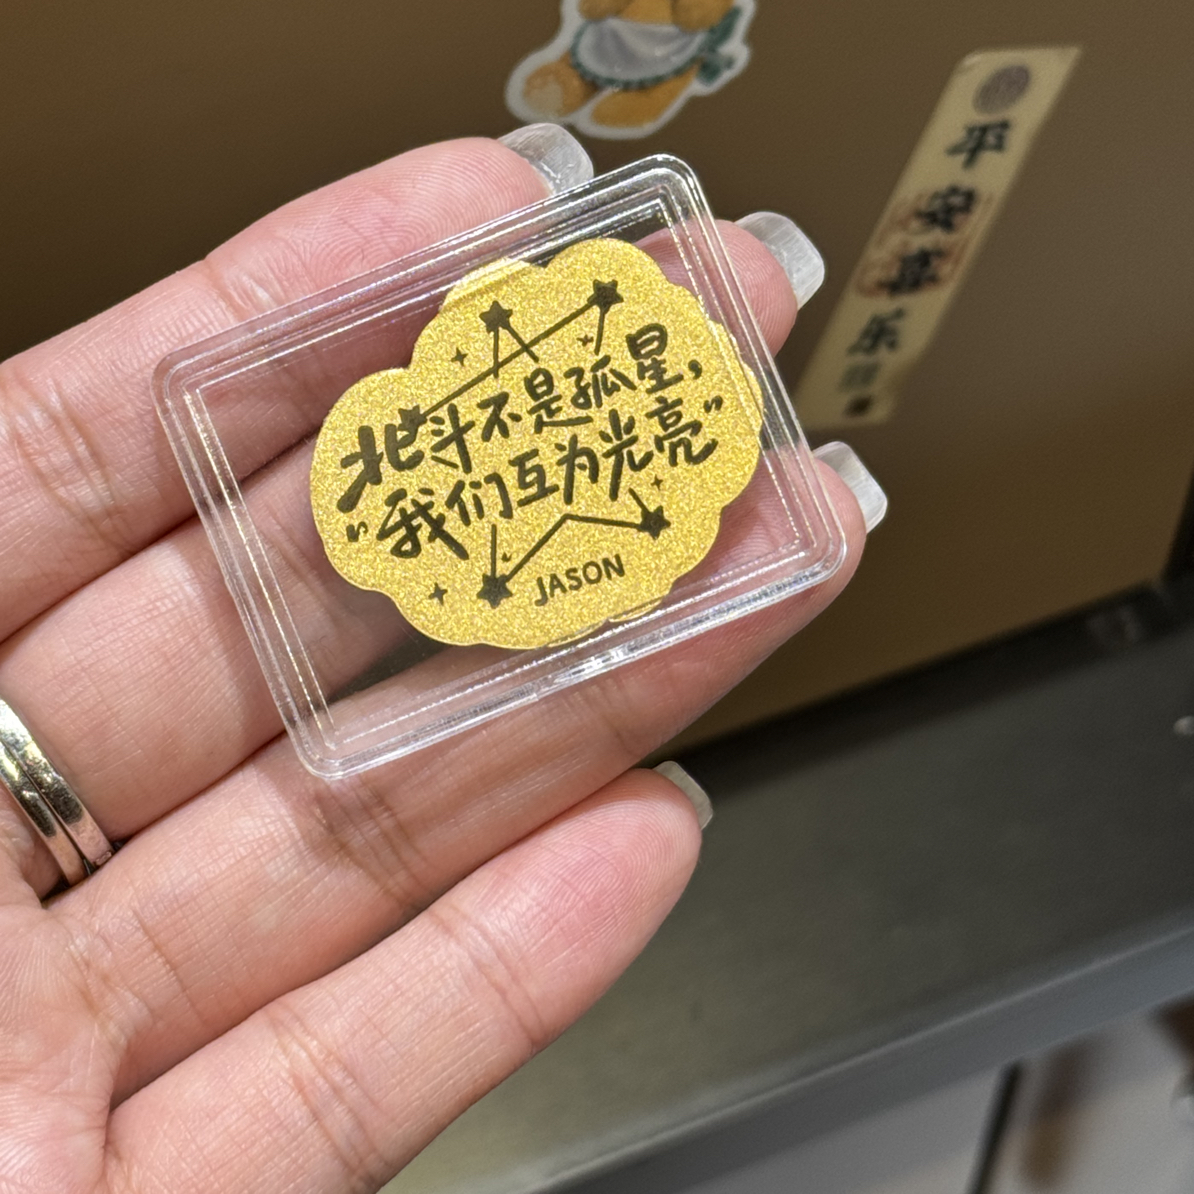 北斗不是孤星,
"我们互为光亮"
JASON
平安喜乐